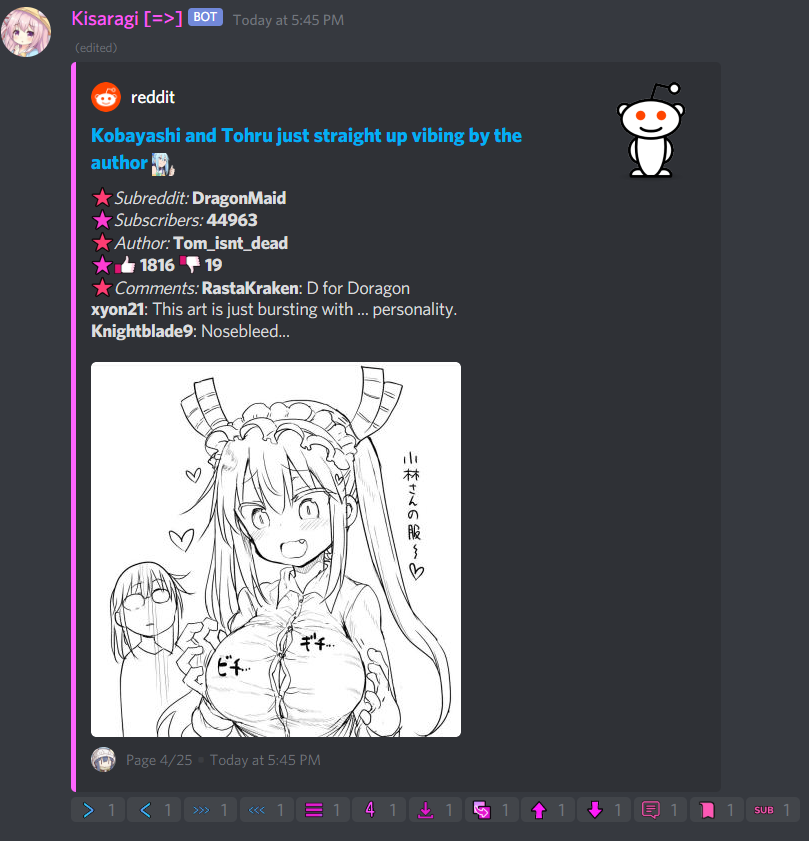 Kisaragi [=>] BOT Today at 5:45 PM
(edited)
reddit
Kobayashi and Tohru just straight up vibing by the
author
Subreddit: DragonMaid
Subscribers: 44963
Author: Tom_isnt_dead
1816 19
Comments: RastaKraken: D for Doragon
xyon21: This art is just bursting with ... personality.
Knightblade9: Nosebleed...
小林さんの服~♡
ギチ…
ビチ…
Page 4/25 • Today at 5:45 PM
> 1 < 1 >>> 1 <<< 1 1 4 1 1 1 1 1 1 1 SUB 1